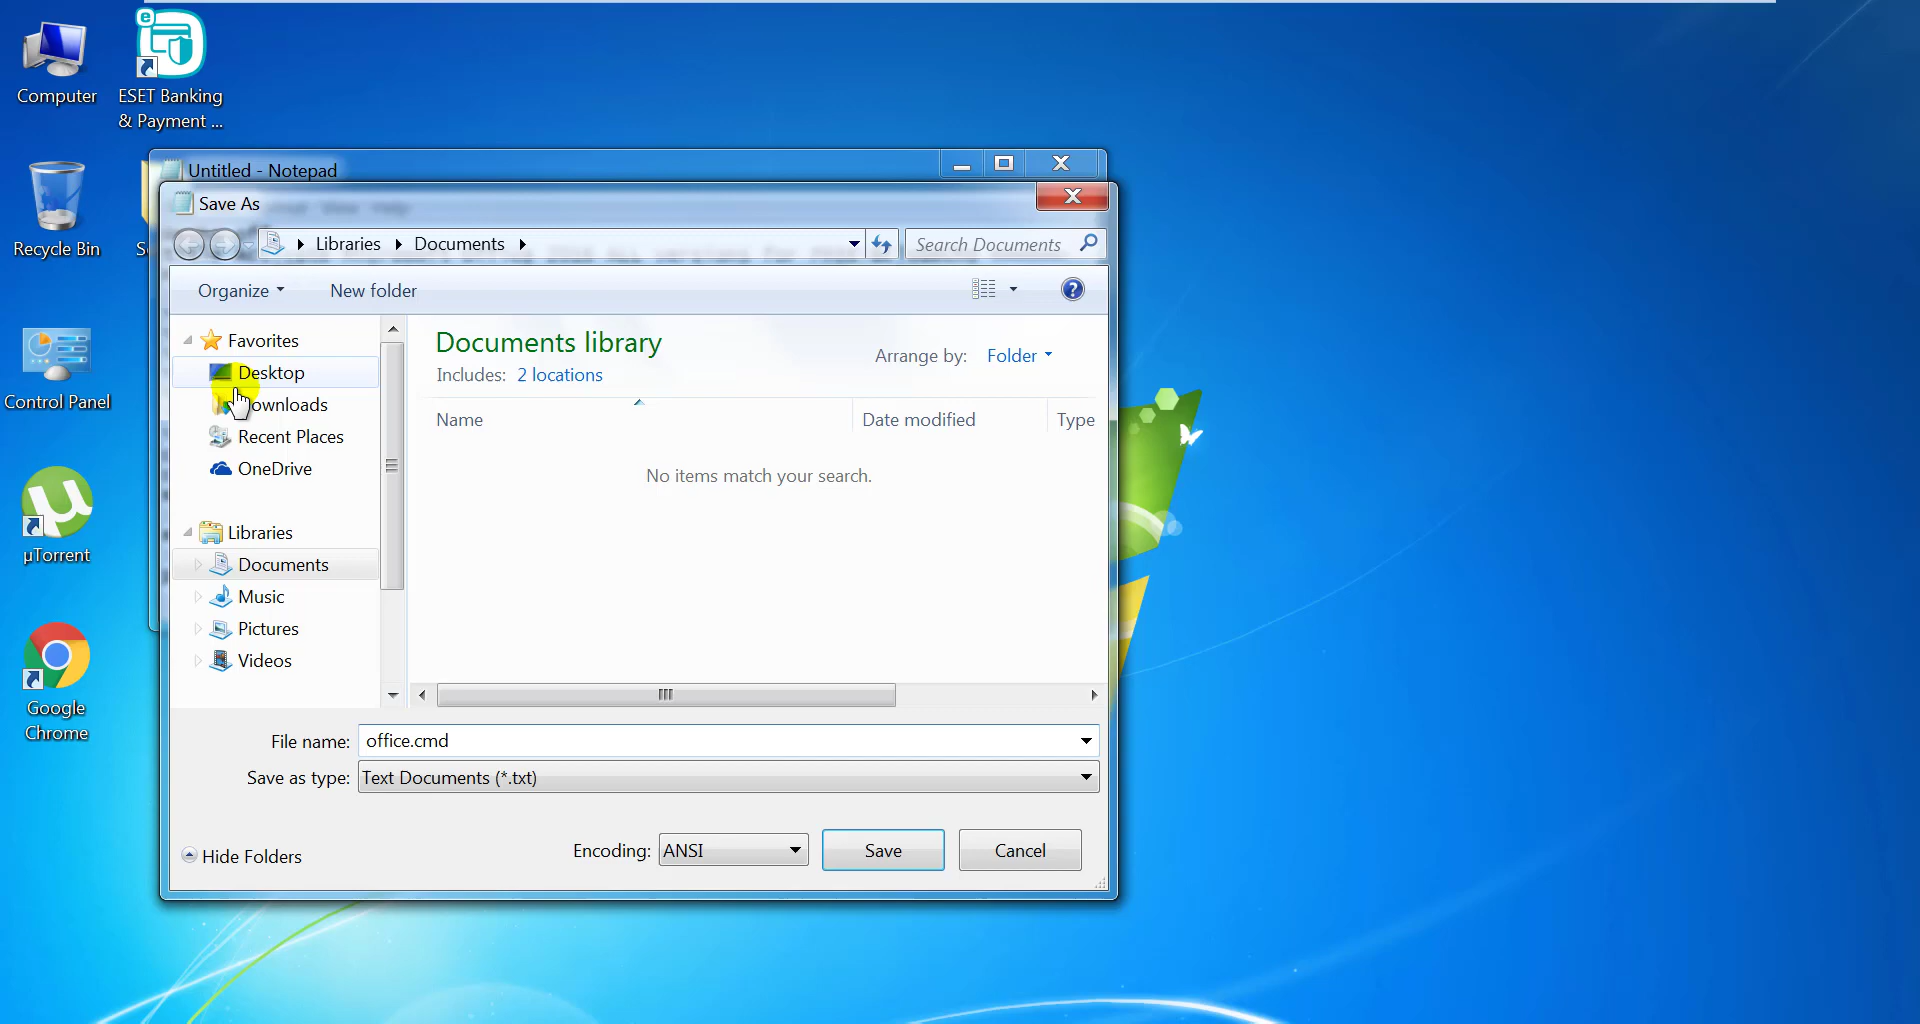 Computer
ESET Banking
& Payment ...
Recycle Bin
Control Panel
µTorrent
Google
Chrome
Untitled - Notepad
Save As
Libraries
Documents
Search Documents
Organize
New folder
Favorites
Desktop
Recent Places
OneDrive
Libraries
Documents
Music
Pictures
Videos
Documents library
Includes: 2 locations
Arrange by: Folder
Name
Date modified
Type
No items match your search.
File name: office.cmd
Save as type: Text Documents (*.txt)
Hide Folders
Encoding: ANSI
Save
Cancel